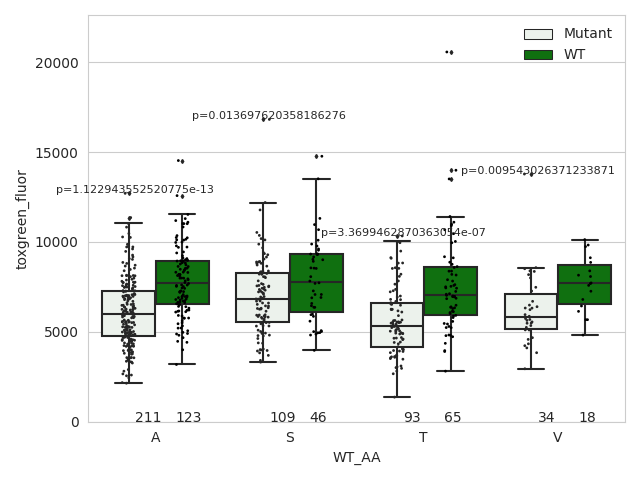 Mutant
WT
20000
15000
10000
5000
0
toxgreen_fluor
p=1.122943552520775e-13
p=0.013697620358186276
p=3.3699462870363054e-07
p=0.009543026371233871
211 123 109 46 93 65 34 18
A S T V
WT_AA